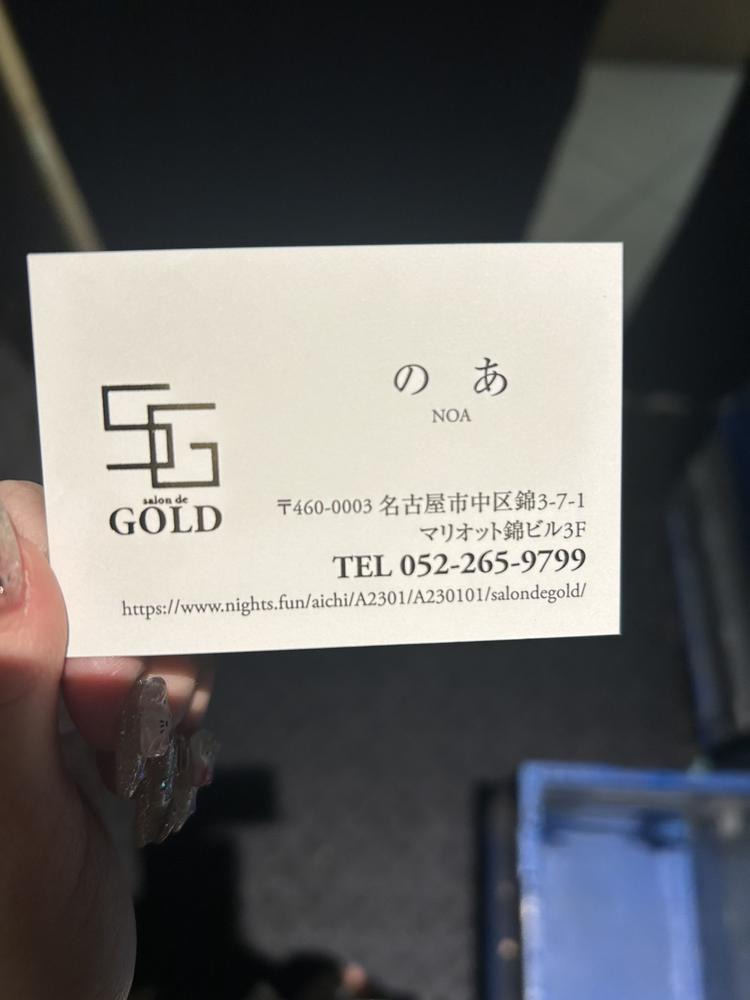 SG
salon de
GOLD
の あ
NOA
〒460-0003 名古屋市中区錦3-7-1
マリオット錦ビル3F
TEL 052-265-9799
https://www.nights.fun/aichi/A2301/A230101/salondegold/